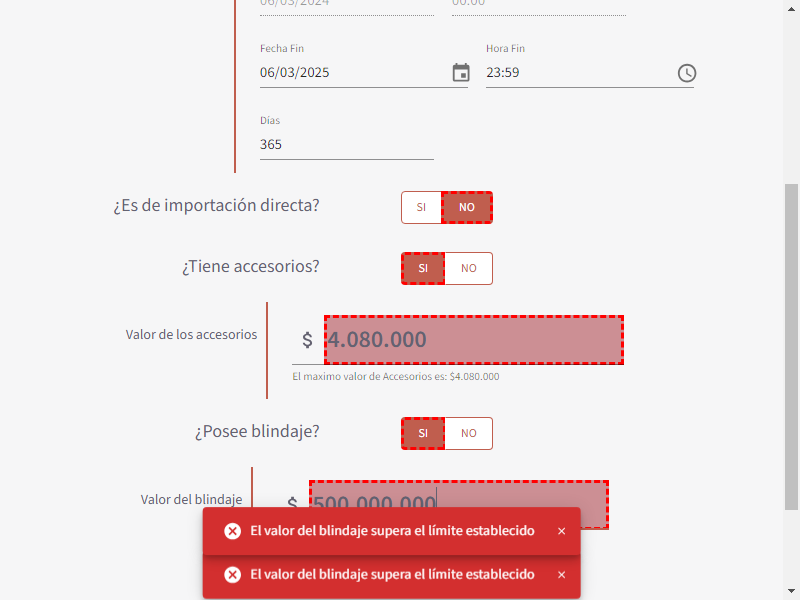 06/03/2024 00:00
Fecha Fin Hora Fin
06/03/2025 23:59
Días
365
¿Es de importación directa? SI NO
¿Tiene accesorios? SI NO
Valor de los accesorios $ 4.080.000
El maximo valor de Accesorios es: $4.080.000
¿Posee blindaje? SI NO
Valor del blindaje $ 500.000.000
El valor del blindaje supera el límite establecido ×
El valor del blindaje supera el límite establecido ×